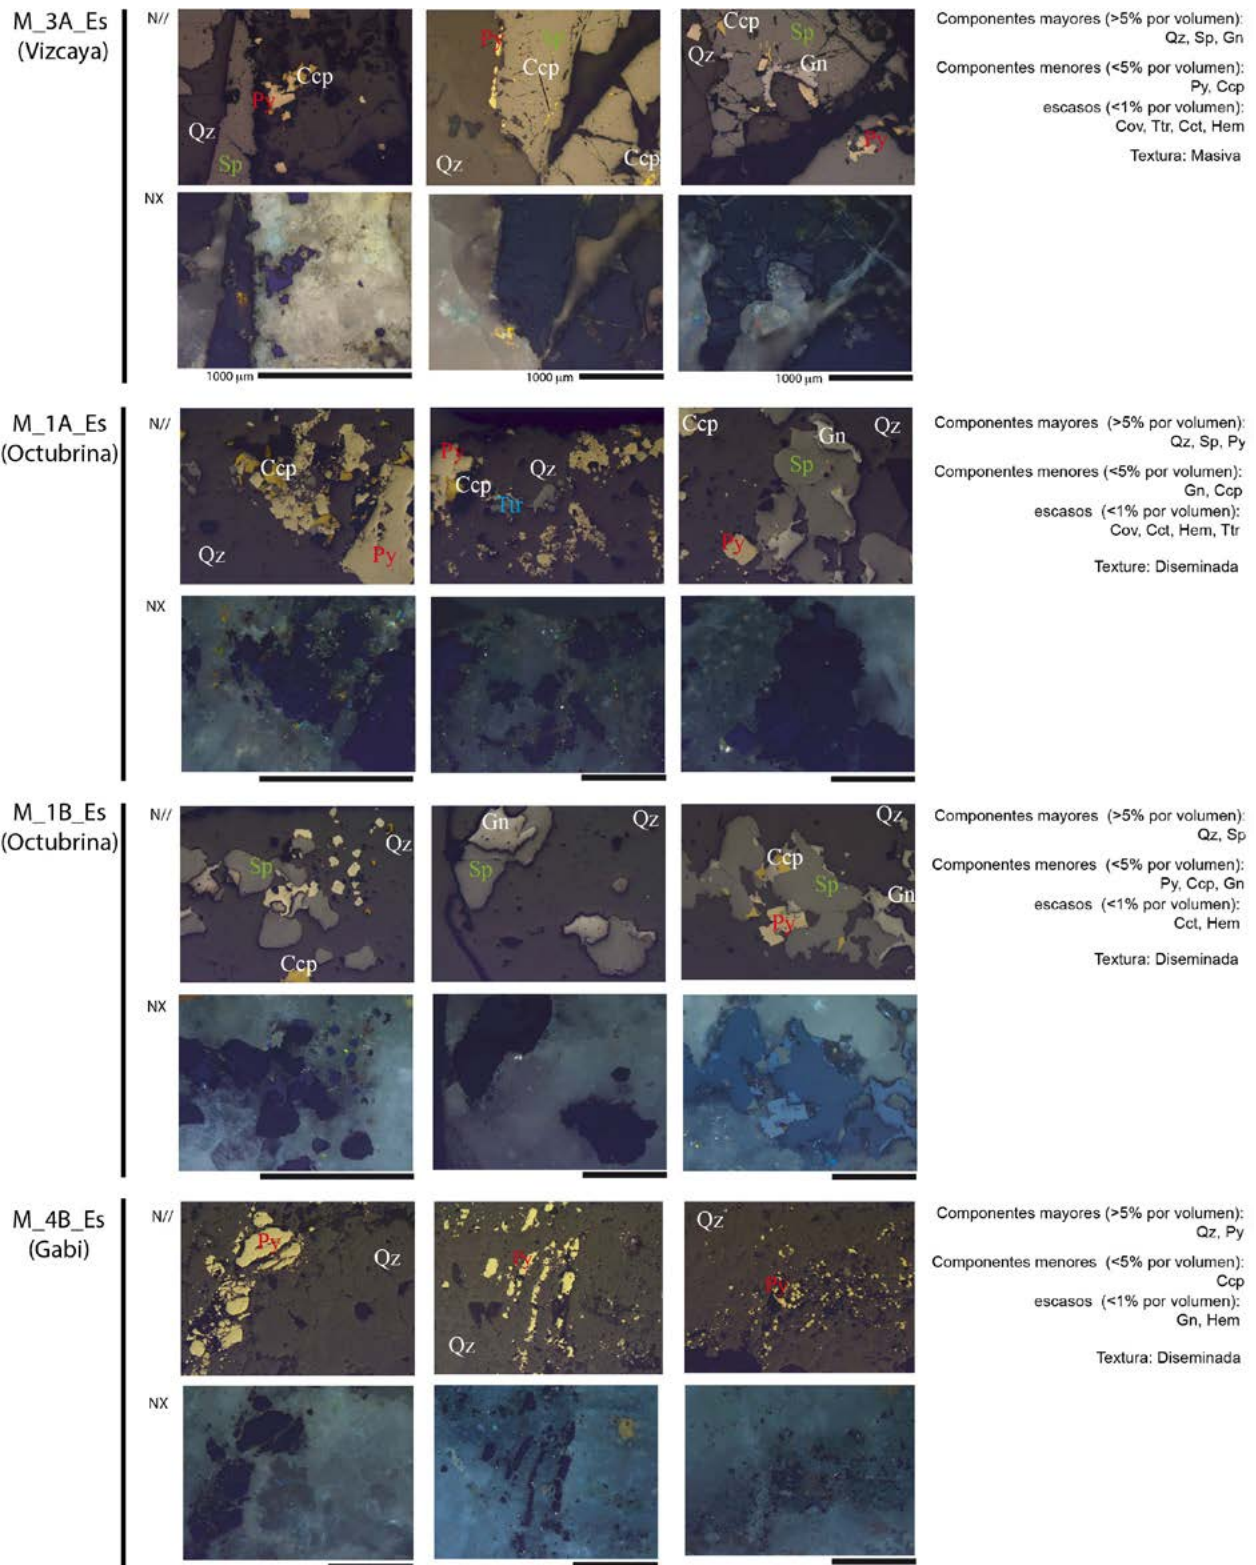 M_3A_Es
(Vizcaya)
N//
Ccp
Py
Qz
Sp
Py
Sp
Ccp
Qz
Ccp
Ccp
Sp
Qz
Gn
Py
Componentes mayores (>5% por volumen):
Qz, Sp, Gn
Componentes menores (<5% por volumen):
Py, Ccp
escasos (<1% por volumen):
Cov, Ttr, Cct, Hem
Textura: Masiva
NX
1000 µm
1000 µm
1000 µm
M_1A_Es
(Octubrina)
N//
Ccp
Qz
Py
Py
Qz
Ccp
Ccp
Gn
Qz
Sp
Py
Componentes mayores (>5% por volumen):
Qz, Sp, Py
Componentes menores (<5% por volumen):
Gn, Ccp
escasos (<1% por volumen):
Cov, Cct, Hem, Ttr
Texture: Diseminada
NX
M_1B_Es
(Octubrina)
N//
Qz
Sp
Ccp
Gn
Qz
Sp
Qz
Ccp
Sp
Gn
Py
Componentes mayores (>5% por volumen):
Qz, Sp
Componentes menores (<5% por volumen):
Py, Ccp, Gn
escasos (<1% por volumen):
Cct, Hem
Textura: Diseminada
NX
M_4B_Es
(Gabi)
N//
Py
Qz
Py
Qz
Qz
Py
Componentes mayores (>5% por volumen):
Qz, Py
Componentes menores (<5% por volumen):
Ccp
escasos (<1% por volumen):
Gn, Hem
Textura: Diseminada
NX